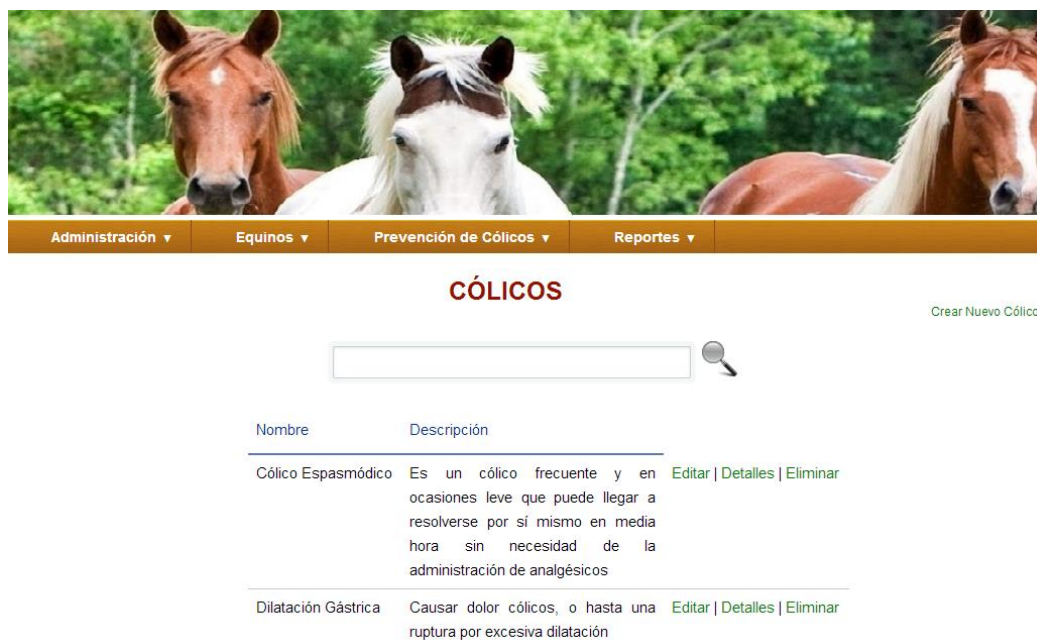 Administración ▼ Equinos ▼ Prevención de Cólicos ▼ Reportes ▼
CÓLICOS
Crear Nuevo Cólico
Nombre Descripción
Cólico Espasmódico Es un cólico frecuente y en Editar | Detalles | Eliminar
ocasiones leve que puede llegar a
resolverse por sí mismo en media
hora sin necesidad de la
administración de analgésicos
Dilatación Gástrica Causar dolor cólicos, o hasta una Editar | Detalles | Eliminar
ruptura por excesiva dilatación